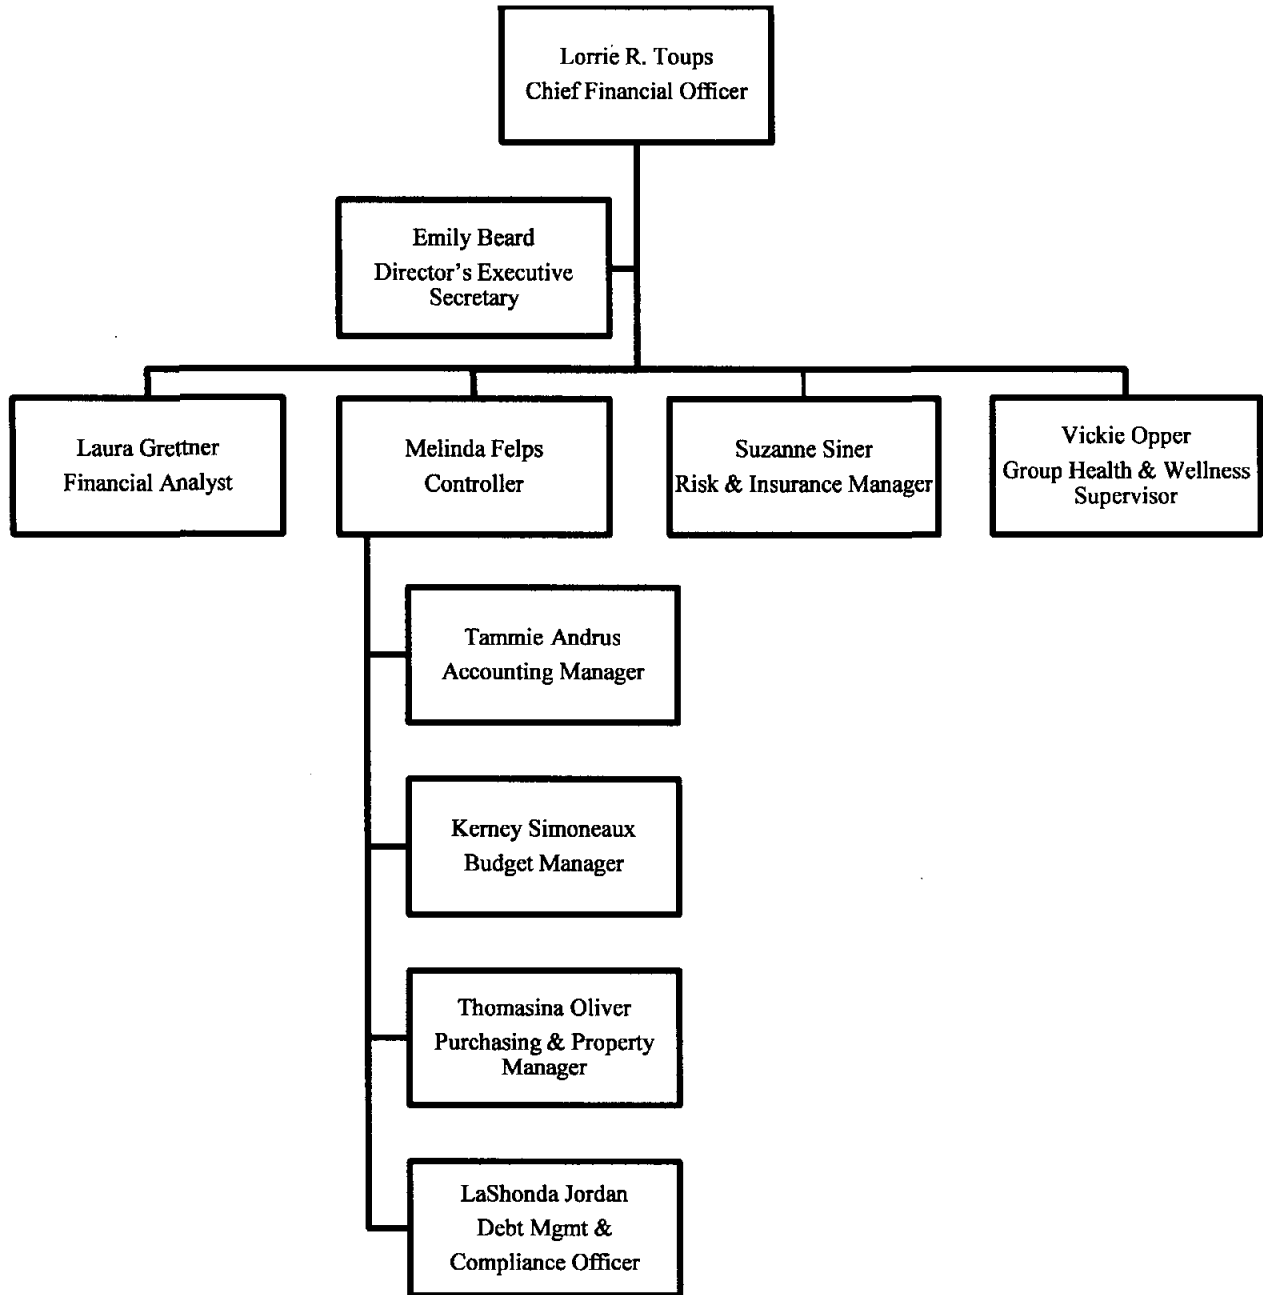 Lorrie R. Toups
Chief Financial Officer
Emily Beard
Director's Executive
Secretary
Laura Grettner
Financial Analyst
Melinda Felps
Controller
Suzanne Siner
Risk & Insurance Manager
Vickie Opper
Group Health & Wellness
Supervisor
Tammie Andrus
Accounting Manager
Kerney Simoneaux
Budget Manager
Thomasina Oliver
Purchasing & Property
Manager
LaShonda Jordan
Debt Mgmt &
Compliance Officer